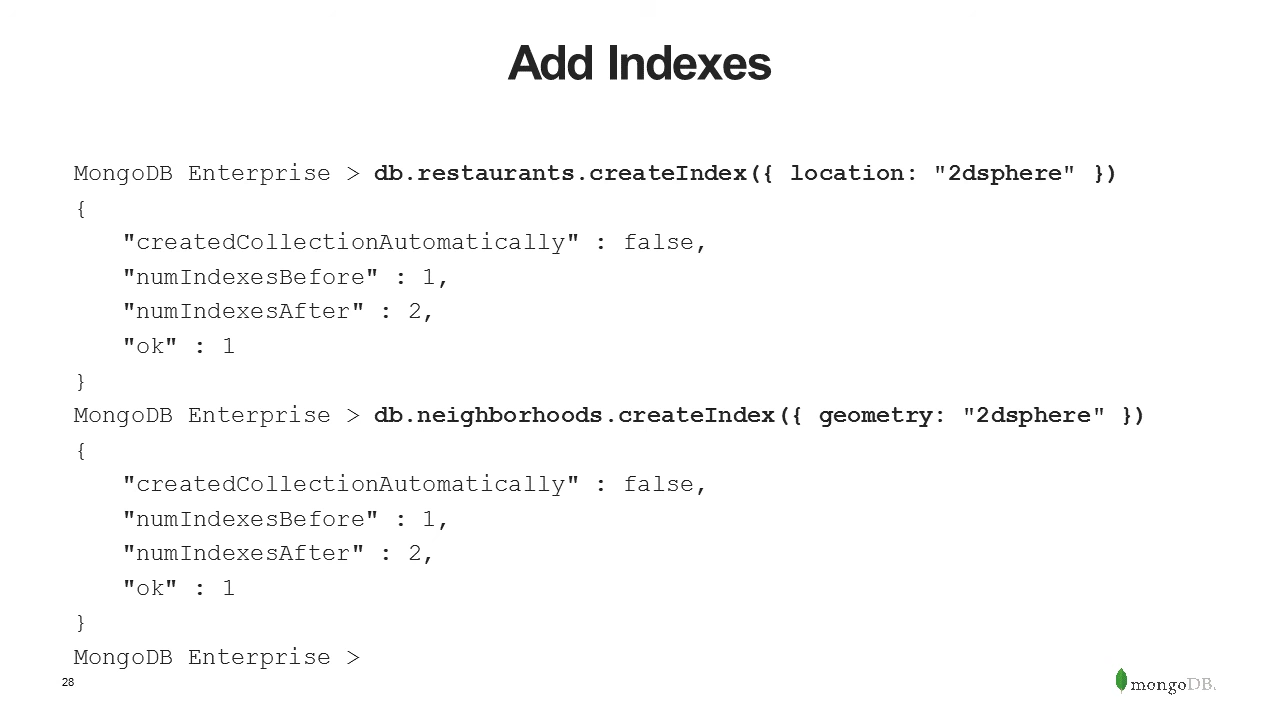 Add Indexes
MongoDB Enterprise > db.restaurants.createIndex({ location: "2dsphere" })
{
"createdCollectionAutomatically" : false,
"numIndexesBefore" : 1,
"numIndexesAfter" : 2,
"ok" : 1
}
MongoDB Enterprise > db.neighborhoods.createIndex({ geometry: "2dsphere" })
{
"createdCollectionAutomatically" : false,
"numIndexesBefore" : 1,
"numIndexesAfter" : 2,
"ok" : 1
}
MongoDB Enterprise >
28
mongoDB.